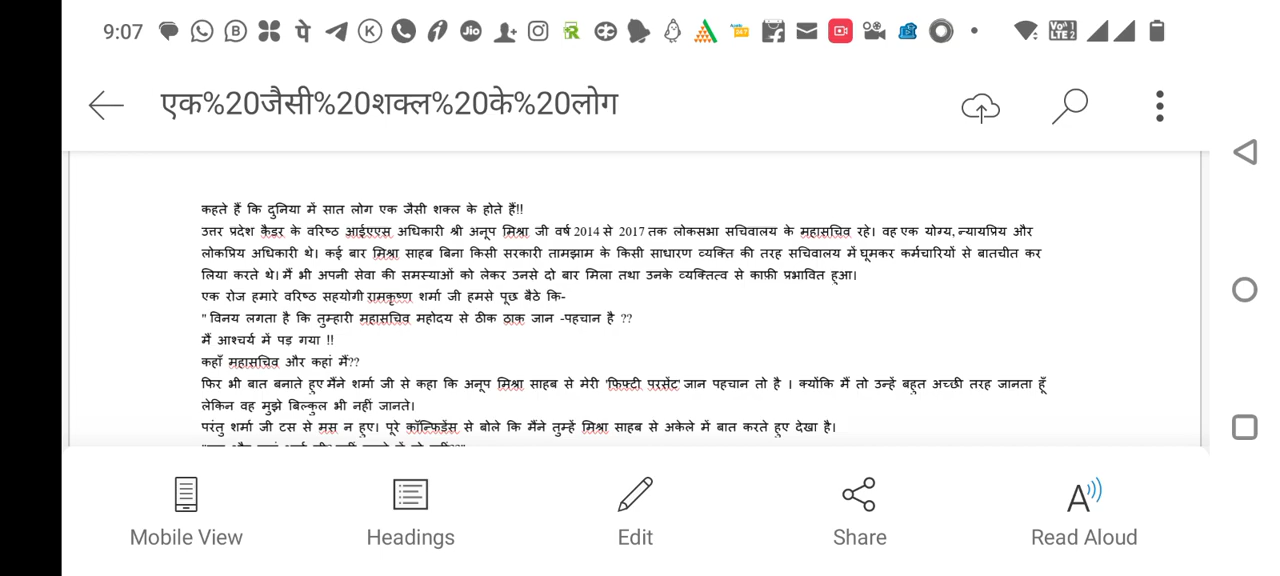 9:07
एक%20जैसी%20शक्ल%20के%20लोग
कहते हैं कि दुनिया में सात लोग एक जैसी शक्ल के होते हैं!!
उत्तर प्रदेश कैडर के वरिष्ठ आईएएस अधिकारी श्री अनूप मिश्रा जी वर्ष 2014 से 2017 तक लोकसभा सचिवालय के महासचिव रहे। वह एक योग्य, न्यायप्रिय और
लोकप्रिय अधिकारी थे। कई बार मिश्रा साहब बिना किसी सरकारी तामझाम के किसी साधारण व्यक्ति की तरह सचिवालय में घूमकर कर्मचारियों से बातचीत कर
लिया करते थे। मैं भी अपनी सेवा की समस्याओं को लेकर उनसे दो बार मिला तथा उनके व्यक्तित्व से काफी प्रभावित हुआ।
एक रोज हमारे वरिष्ठ सहयोगी रामकृष्ण शर्मा जी हमसे पूछ बैठे कि-
" विनय लगता है कि तुम्हारी महासचिव महोदय से ठीक ठाक जान -पहचान है ??
मैं आश्चर्य में पड़ गया !!
कहाँ महासचिव और कहां मैं??
फिर भी बात बनाते हुए मैंने शर्मा जी से कहा कि अनूप मिश्रा साहब से मेरी 'फिफ्टी परसेंट' जान पहचान तो है । क्योंकि मैं तो उन्हें बहुत अच्छी तरह जानता हूँ
लेकिन वह मुझे बिल्कुल भी नहीं जानते।
परंतु शर्मा जी टस से मस न हुए। पूरे कॉन्फिडेंस से बोले कि मैंने तुम्हें मिश्रा साहब से अकेले में बात करते हुए देखा है।
Mobile View
Headings
Edit
Share
Read Aloud